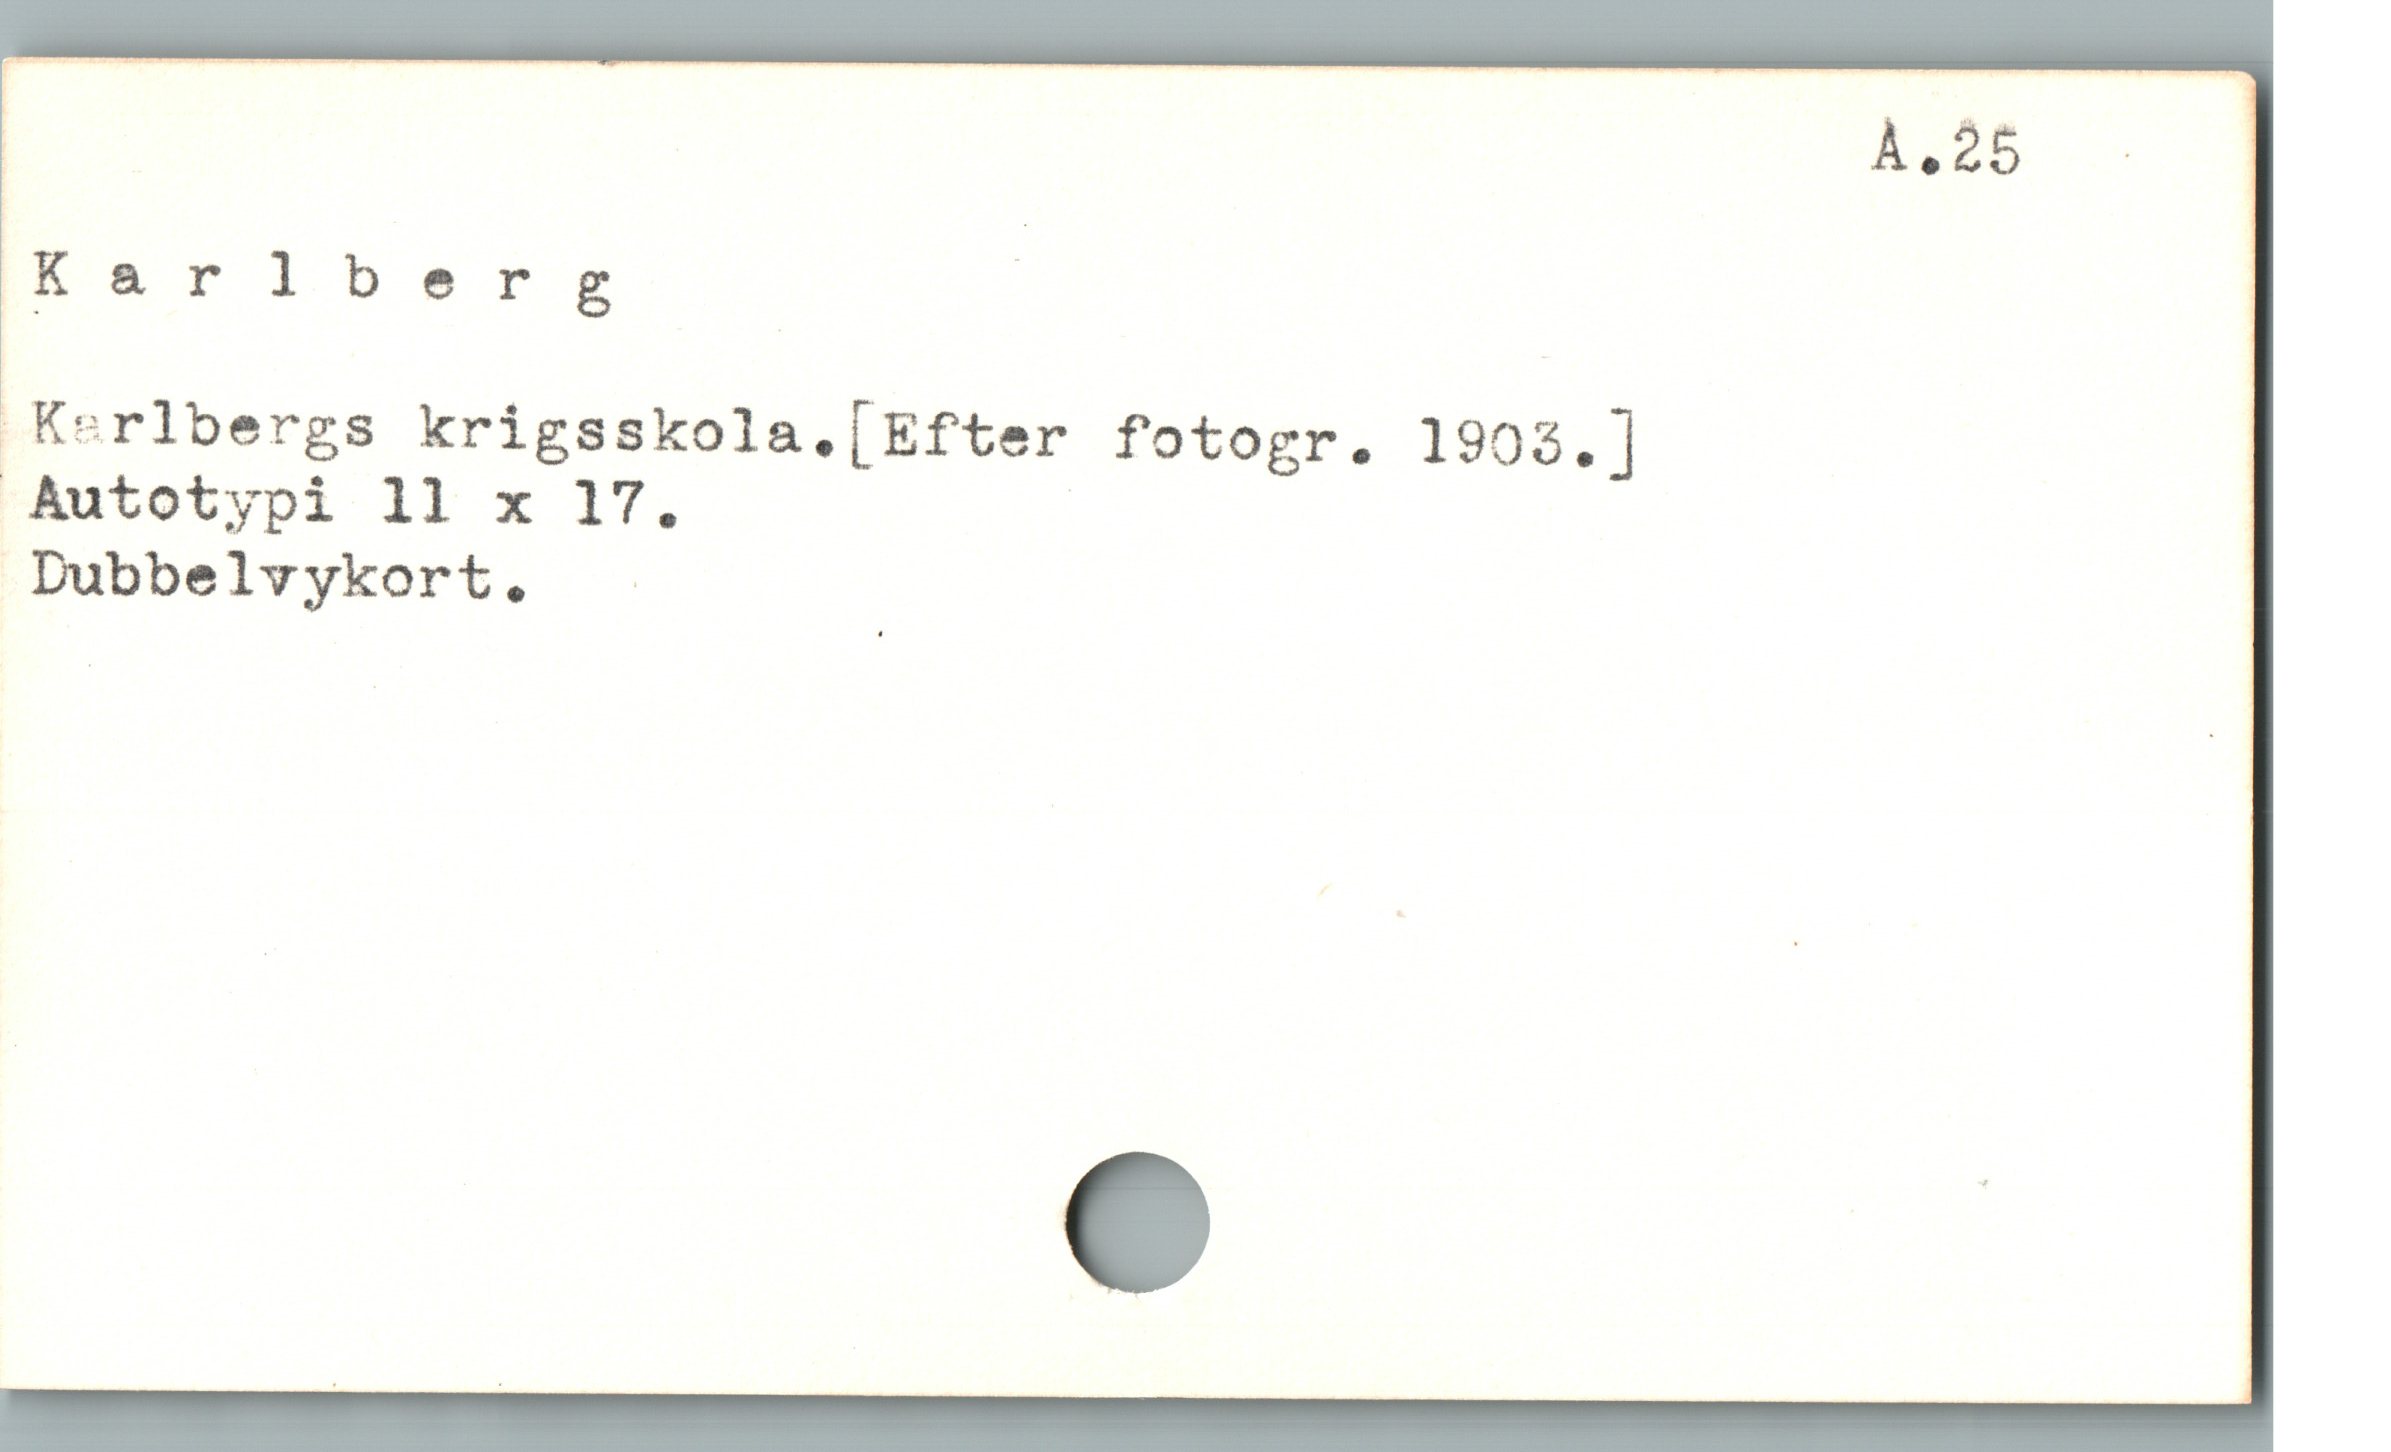 A.25
K a r l b e r g
Karlbergs krigsskola.[Efter fotogr. 1903.]
Autotypi 11 x 17.
Dubbelvykort.